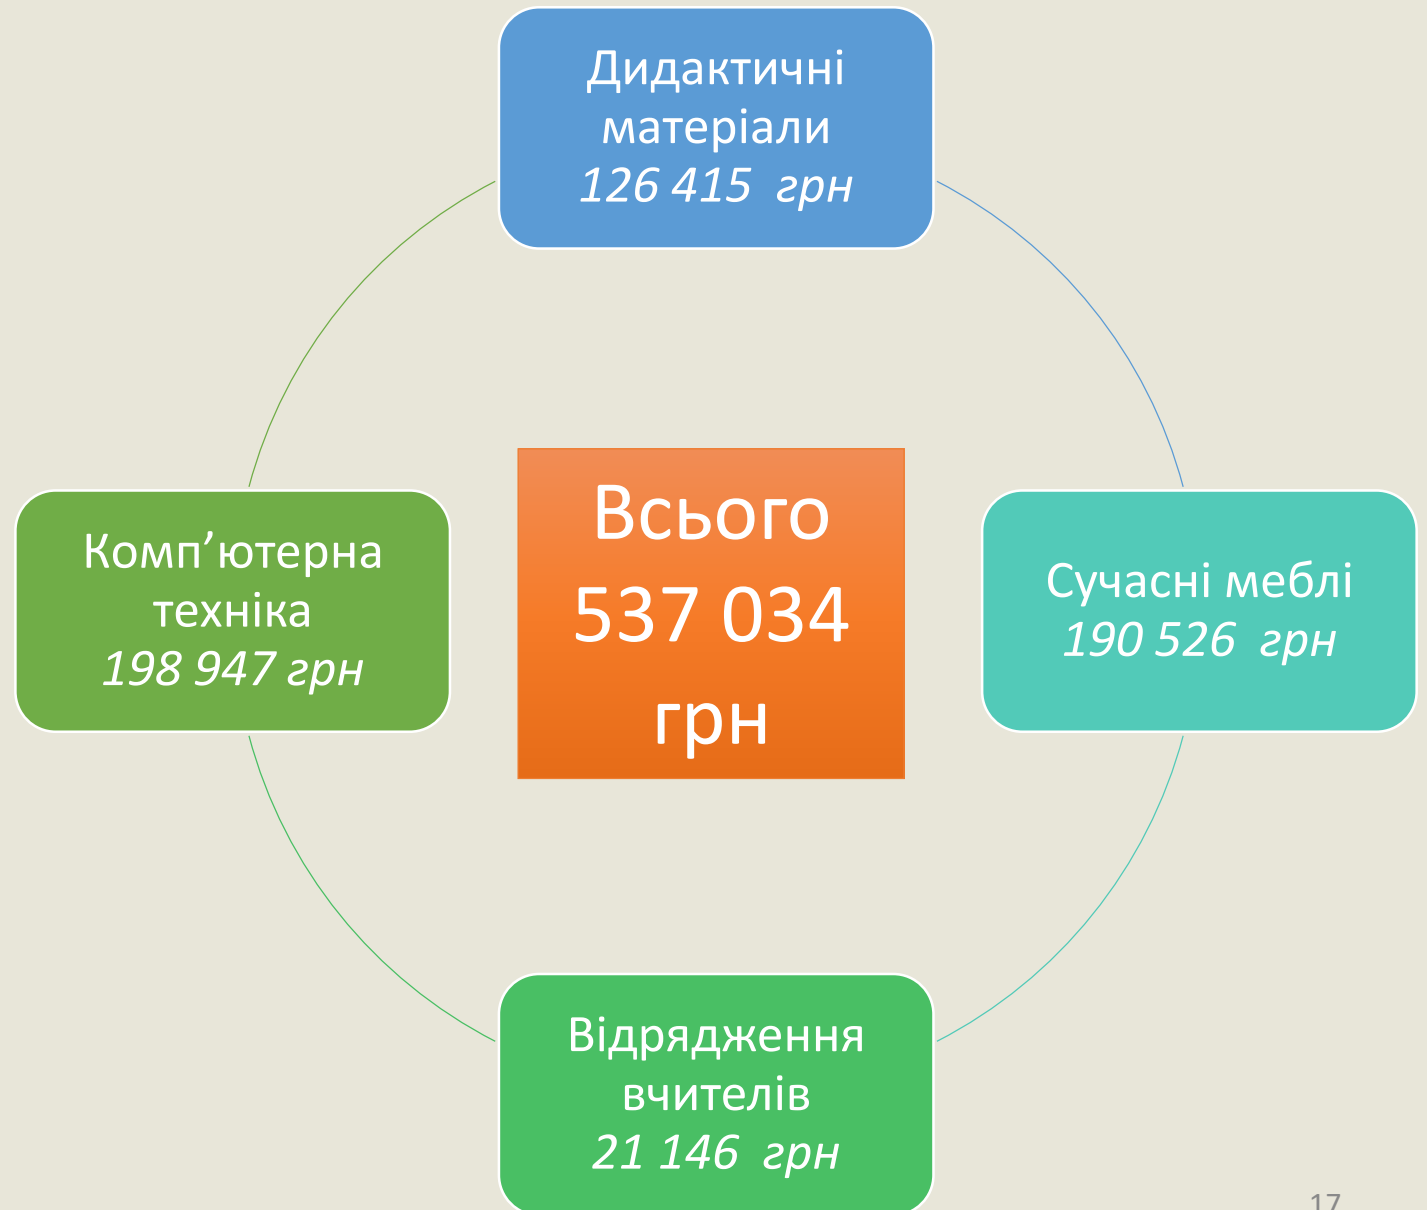 Дидактичні
матеріали
126 415 грн
Всього
537 034
грн
Комп’ютерна
техніка
198 947 грн
Сучасні меблі
190 526 грн
Відрядження
вчителів
21 146 грн
17